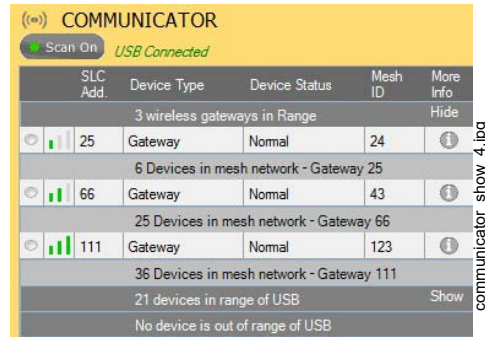 ((•)) COMMUNICATOR
Scan On USB Connected
SLC Add. Device Type Device Status Mesh ID More Info
3 wireless gateways in Range Hide
25 Gateway Normal 24 i
6 Devices in mesh network - Gateway 25
66 Gateway Normal 43 i
25 Devices in mesh network - Gateway 66
111 Gateway Normal 123 i
36 Devices in mesh network - Gateway 111
21 devices in range of USB Show
No device is out of range of USB
communicator_show_4.jpg